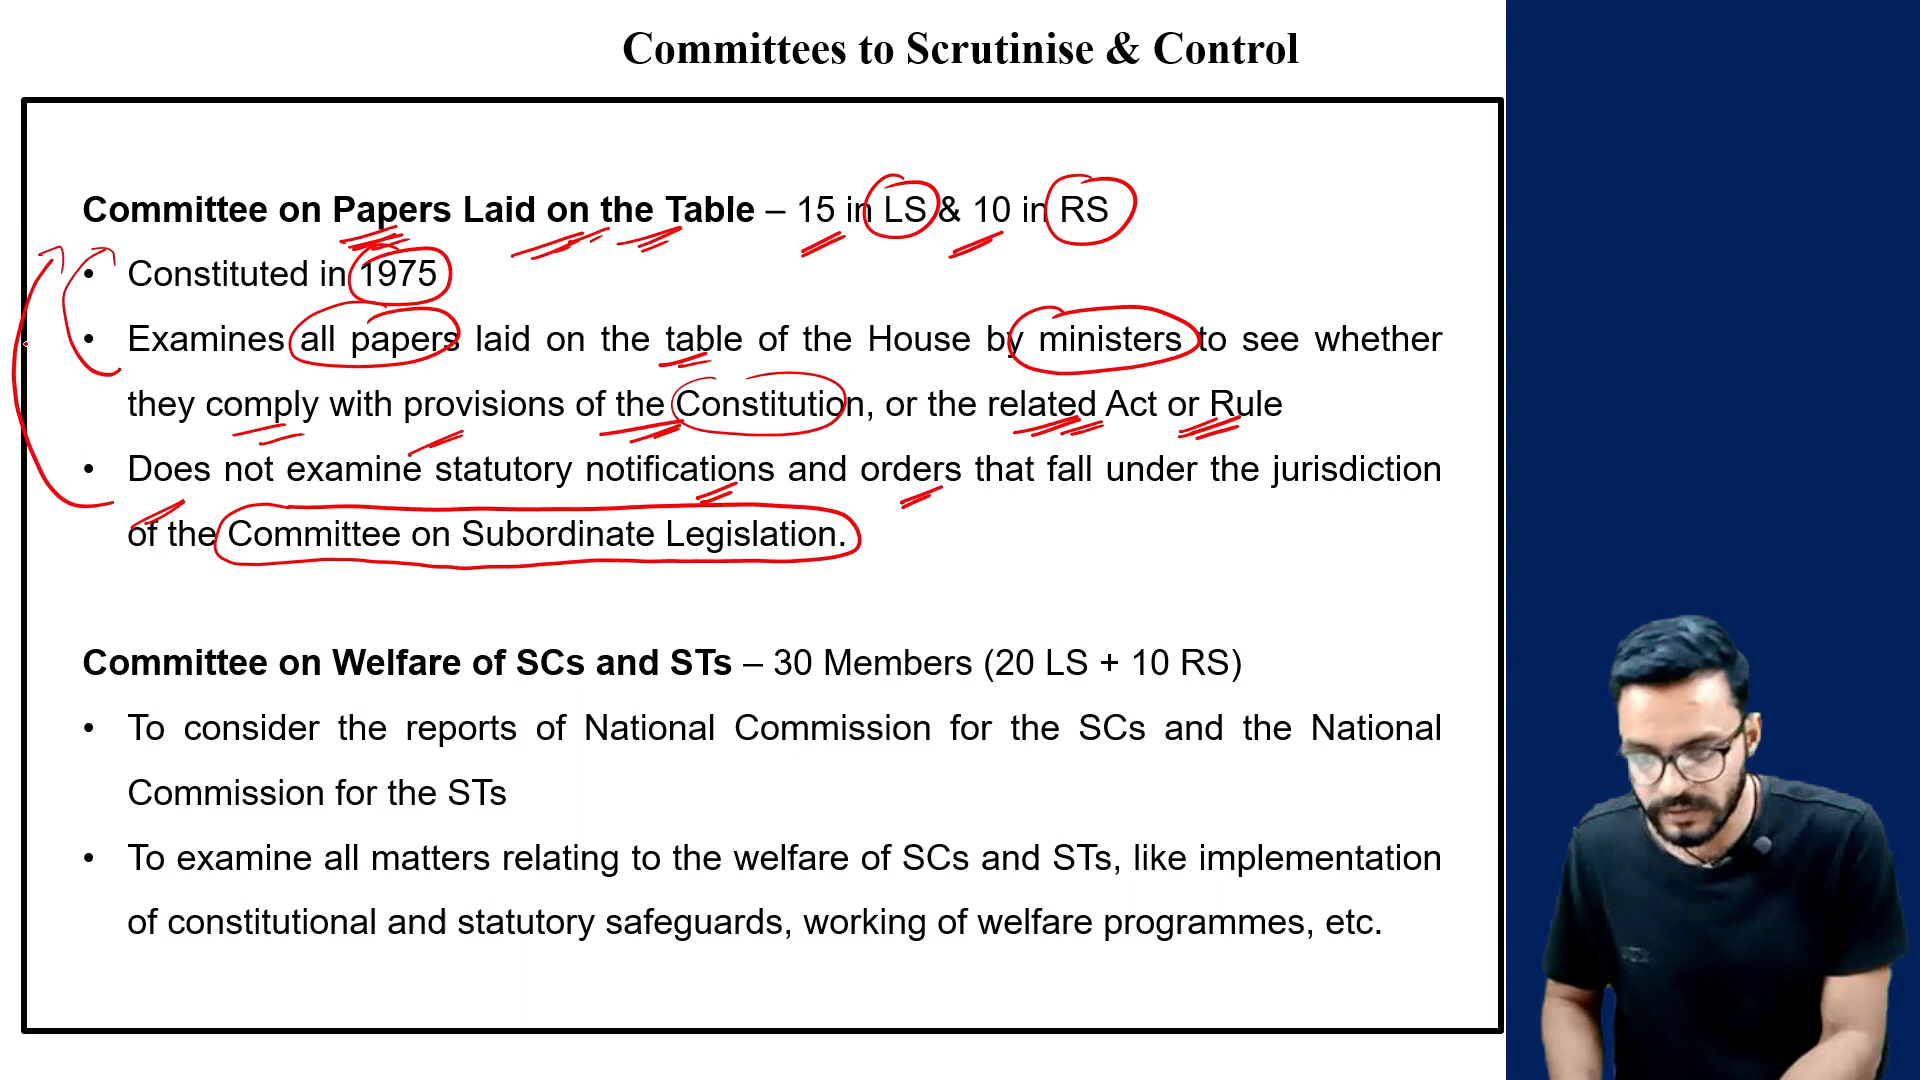 Committees to Scrutinise & Control
Committee on Papers Laid on the Table – 15 in LS & 10 in RS
• Constituted in 1975
• Examines all papers laid on the table of the House by ministers to see whether
they comply with provisions of the Constitution, or the related Act or Rule
• Does not examine statutory notifications and orders that fall under the jurisdiction
of the Committee on Subordinate Legislation.
Committee on Welfare of SCs and STs – 30 Members (20 LS + 10 RS)
• To consider the reports of National Commission for the SCs and the National
Commission for the STs
• To examine all matters relating to the welfare of SCs and STs, like implementation
of constitutional and statutory safeguards, working of welfare programmes, etc.